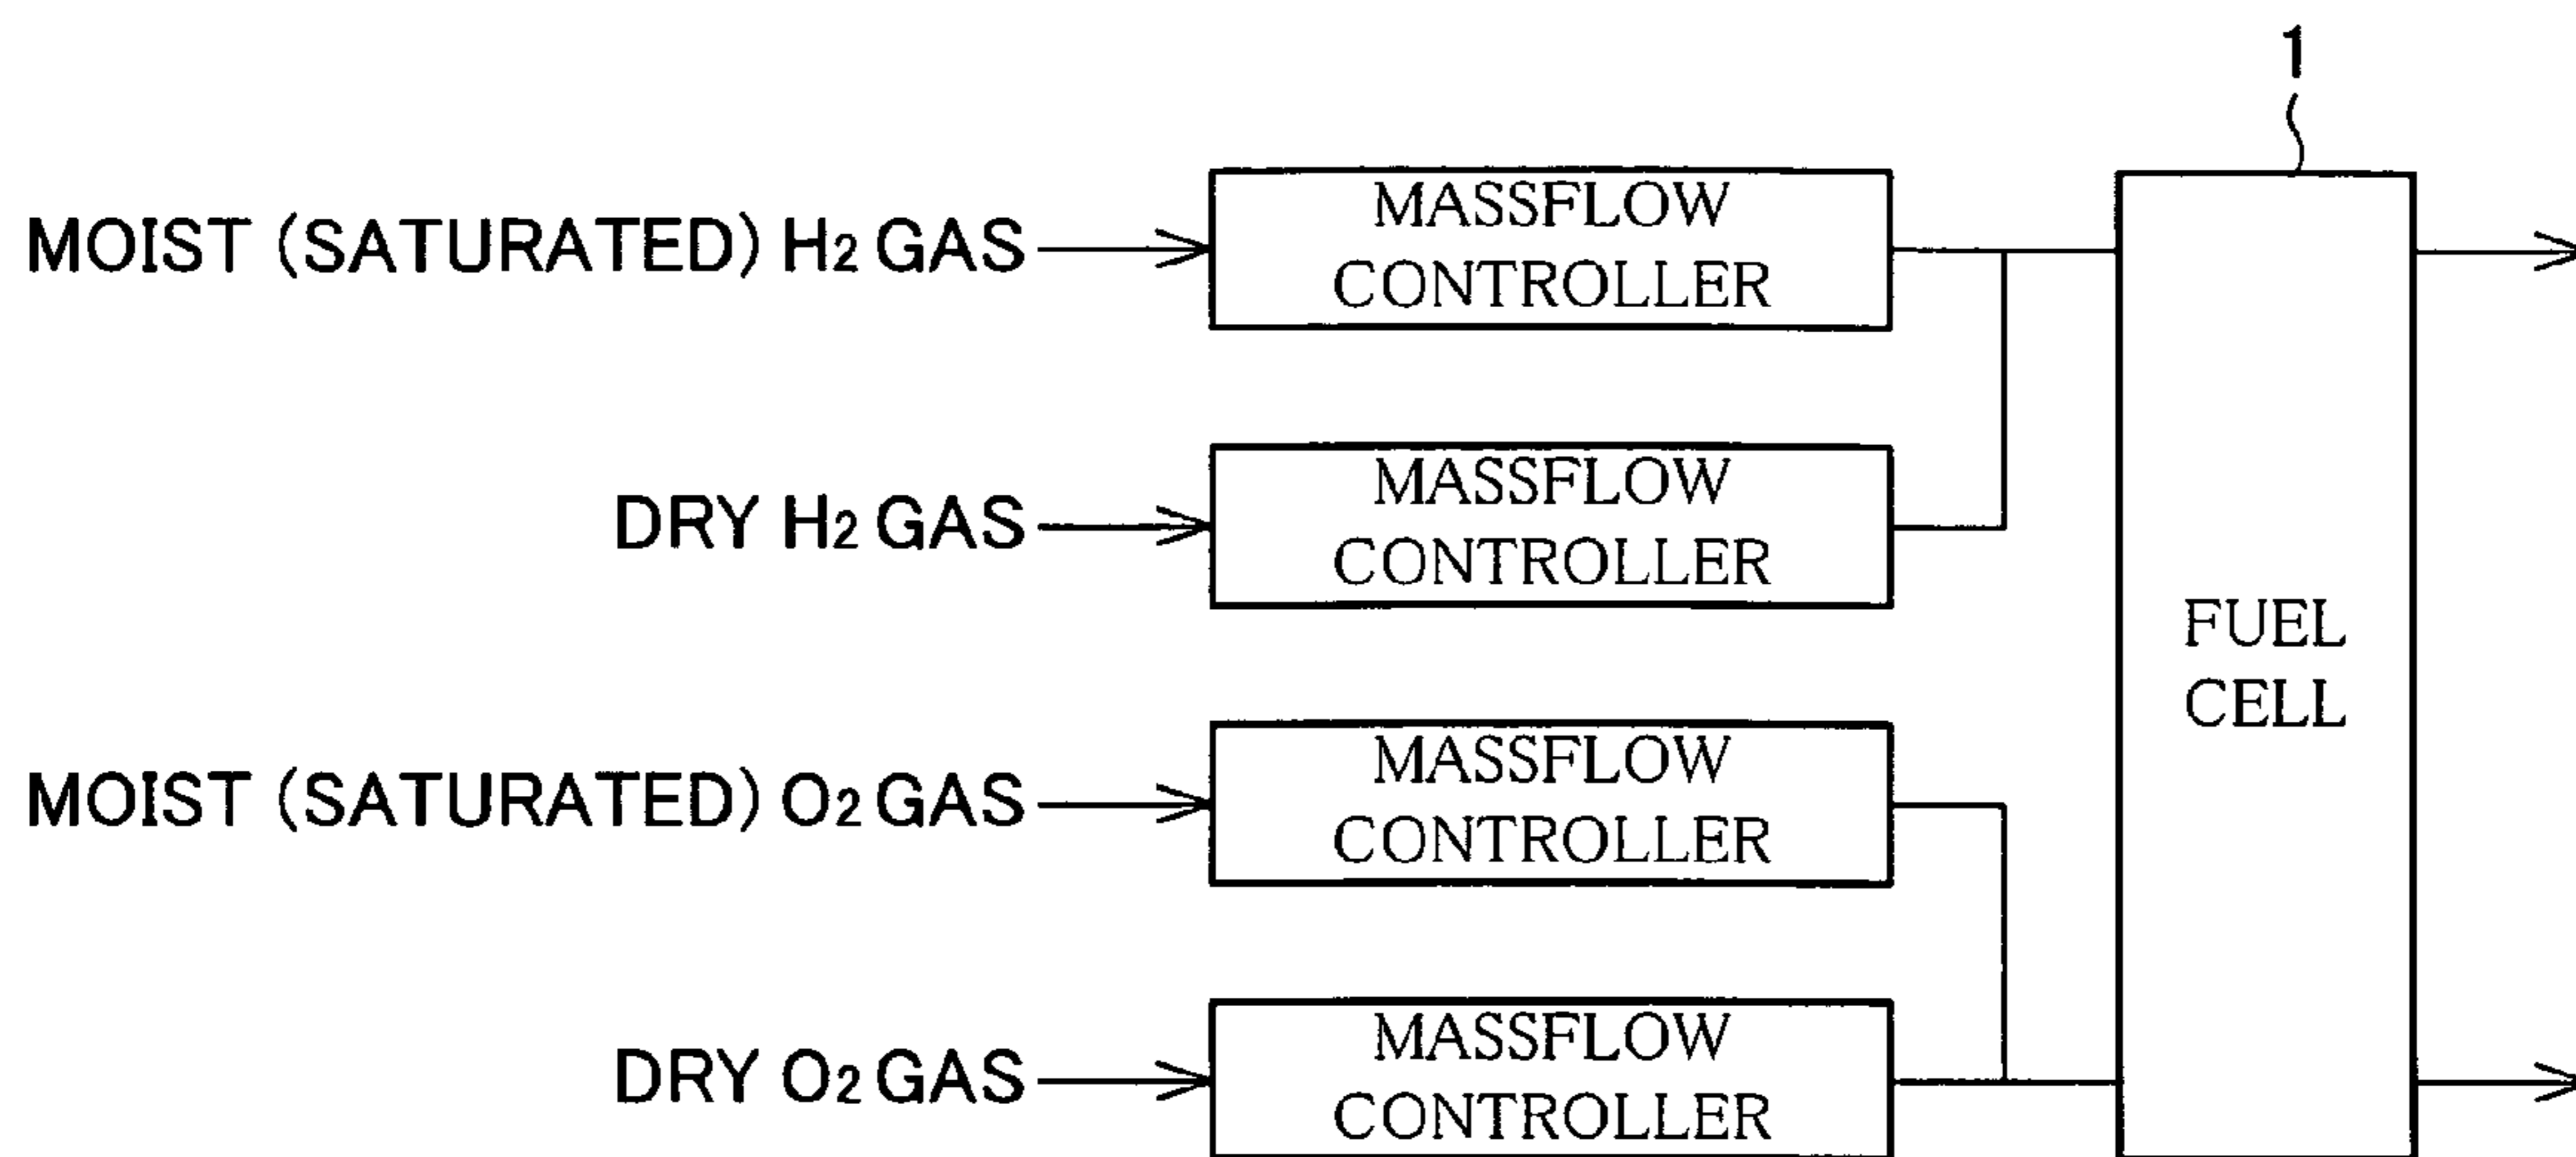 1
MOIST (SATURATED) H2 GAS
MASSFLOW
CONTROLLER
DRY H2 GAS
MASSFLOW
CONTROLLER
FUEL
CELL
MOIST (SATURATED) O2 GAS
MASSFLOW
CONTROLLER
DRY O2 GAS
MASSFLOW
CONTROLLER